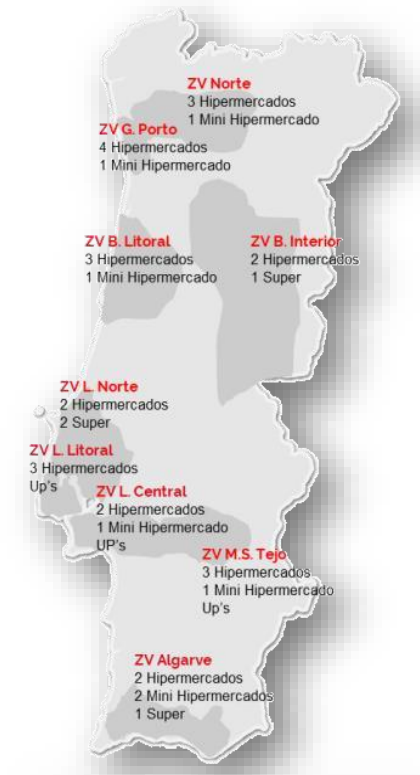 ZV Norte
3 Hipermercados
1 Mini Hipermercado
ZV G. Porto
4 Hipermercados
1 Mini Hipermercado
ZV B. Litoral
3 Hipermercados
1 Mini Hipermercado
ZV B. Interior
2 Hipermercados
1 Super
ZV L. Norte
2 Hipermercados
2 Super
ZV L. Litoral
3 Hipermercados
Up's
ZV L. Central
2 Hipermercados
1 Mini Hipermercado
UP's
ZV M.S. Tejo
3 Hipermercados
1 Mini Hipermercado
Up's
ZV Algarve
2 Hipermercados
2 Mini Hipermercados
1 Super